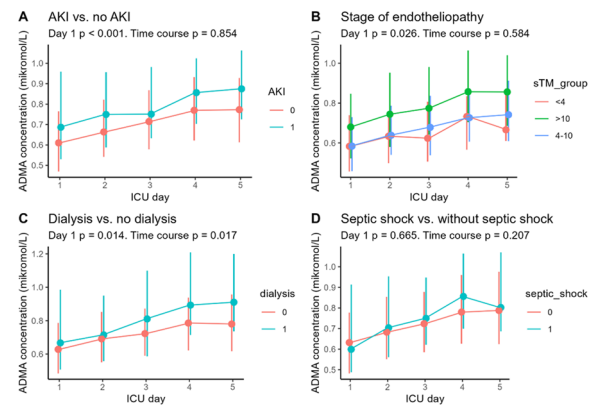 A AKI vs. no AKI
Day 1 p < 0.001. Time course p = 0.854
ADMA concentration (mikromol/L)
1.0
0.9
0.8
0.7
0.6
0.5
1 2 3 4 5
ICU day
AKI
0
1
B Stage of endotheliopathy
Day 1 p = 0.026. Time course p = 0.584
ADMA concentration (mikromol/L)
1.0
0.8
0.6
1 2 3 4 5
ICU day
sTM_group
<4
>10
4-10
C Dialysis vs. no dialysis
Day 1 p = 0.014. Time course p = 0.017
ADMA concentration (mikromol/L)
1.2
1.0
0.8
0.6
1 2 3 4 5
ICU day
dialysis
0
1
D Septic shock vs. without septic shock
Day 1 p = 0.665. Time course p = 0.207
ADMA concentration (mikromol/L)
1.0
0.9
0.8
0.7
0.6
0.5
1 2 3 4 5
ICU day
septic_shock
0
1